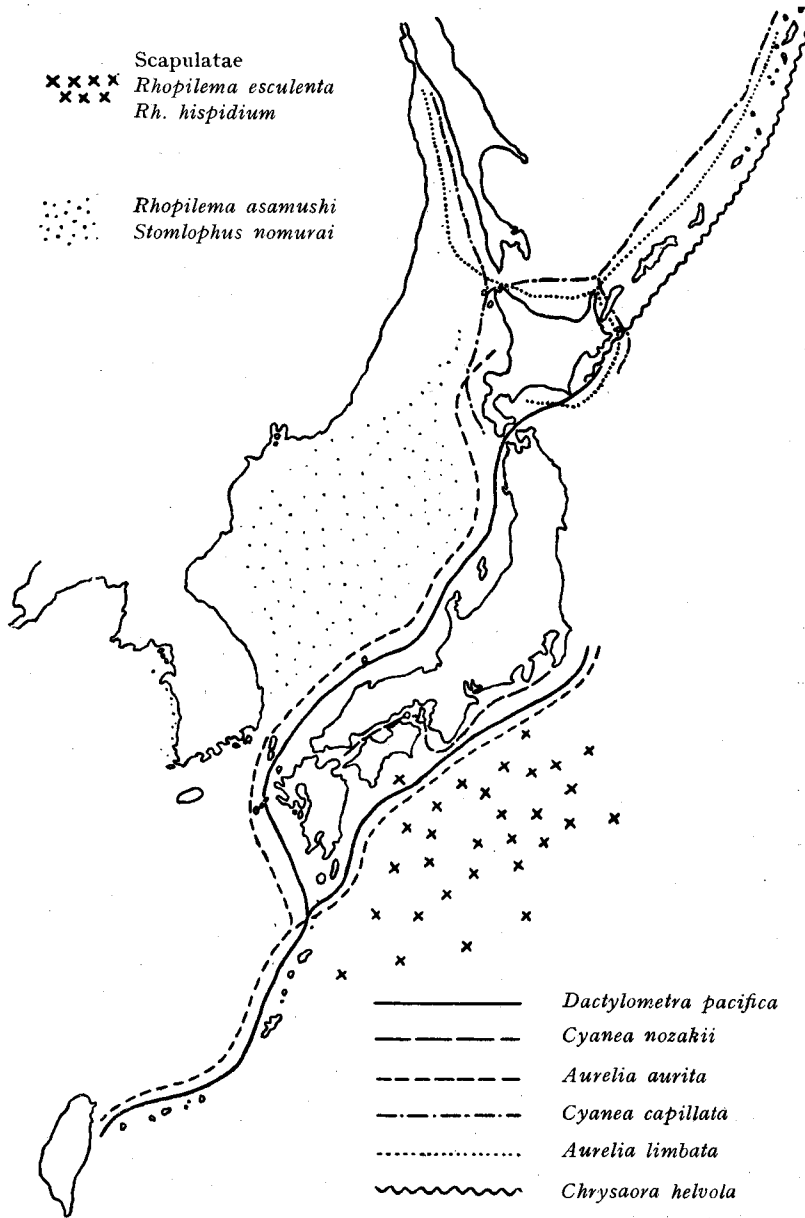 Scapulatae
Rhopilema esculenta
Rh. hispidium
Rhopilema asamushi
Stomlophus nomurai
Dactylometra pacifica
Cyanea nozakii
Aurelia aurita
Cyanea capillata
Aurelia limbata
Chrysaora helvola